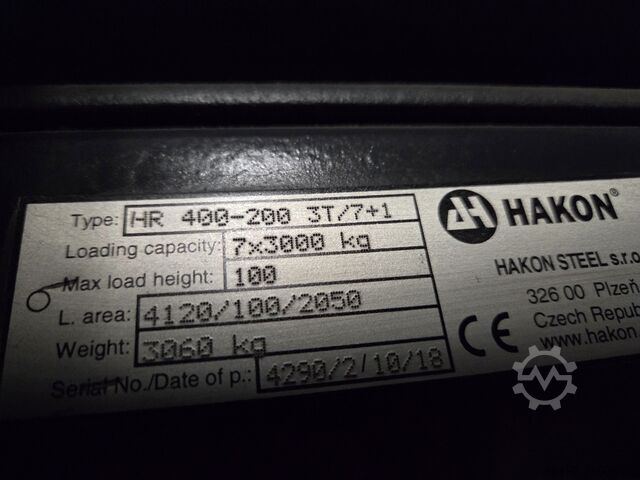 Type: HR 400-200 3T/7+1
Loading capacity: 7x3000 kg
Max load height: 100
L. area: 4120/100/2050
Weight: 3060 kg
Serial No./Date of p.: 4290/2/10/18
HAKON®
HAKON STEEL s.r.o
326 00 Plzeň
Czech Repub
www.hakon.
CE